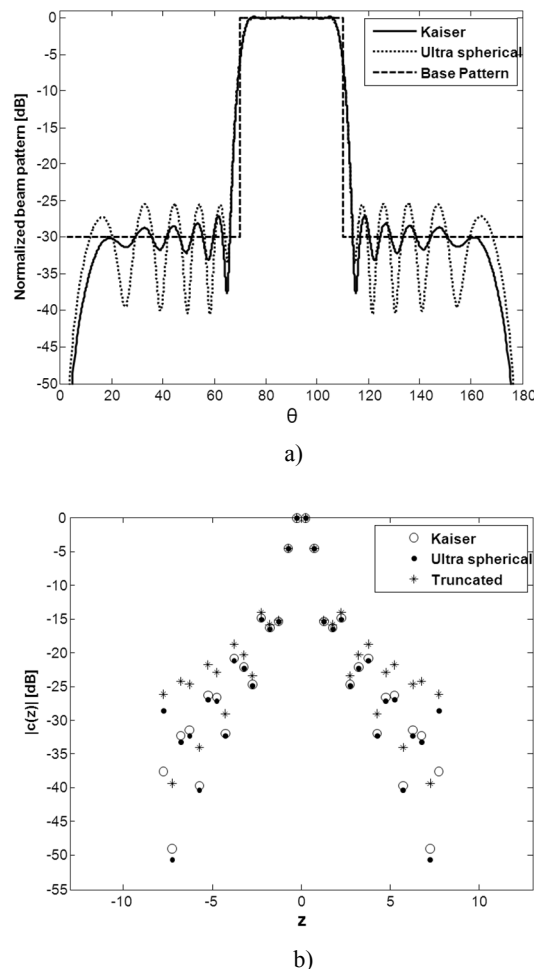 Normalized beam pattern [dB]
0
-5
-10
-15
-20
-25
-30
-35
-40
-45
-50
Kaiser
Ultra spherical
Base Pattern
0 20 40 60 80 100 120 140 160 180
θ
a)
|c(z)| [dB]
0
-5
-10
-15
-20
-25
-30
-35
-40
-45
-50
-55
Kaiser
Ultra spherical
Truncated
-10 -5 0 5 10
z
b)